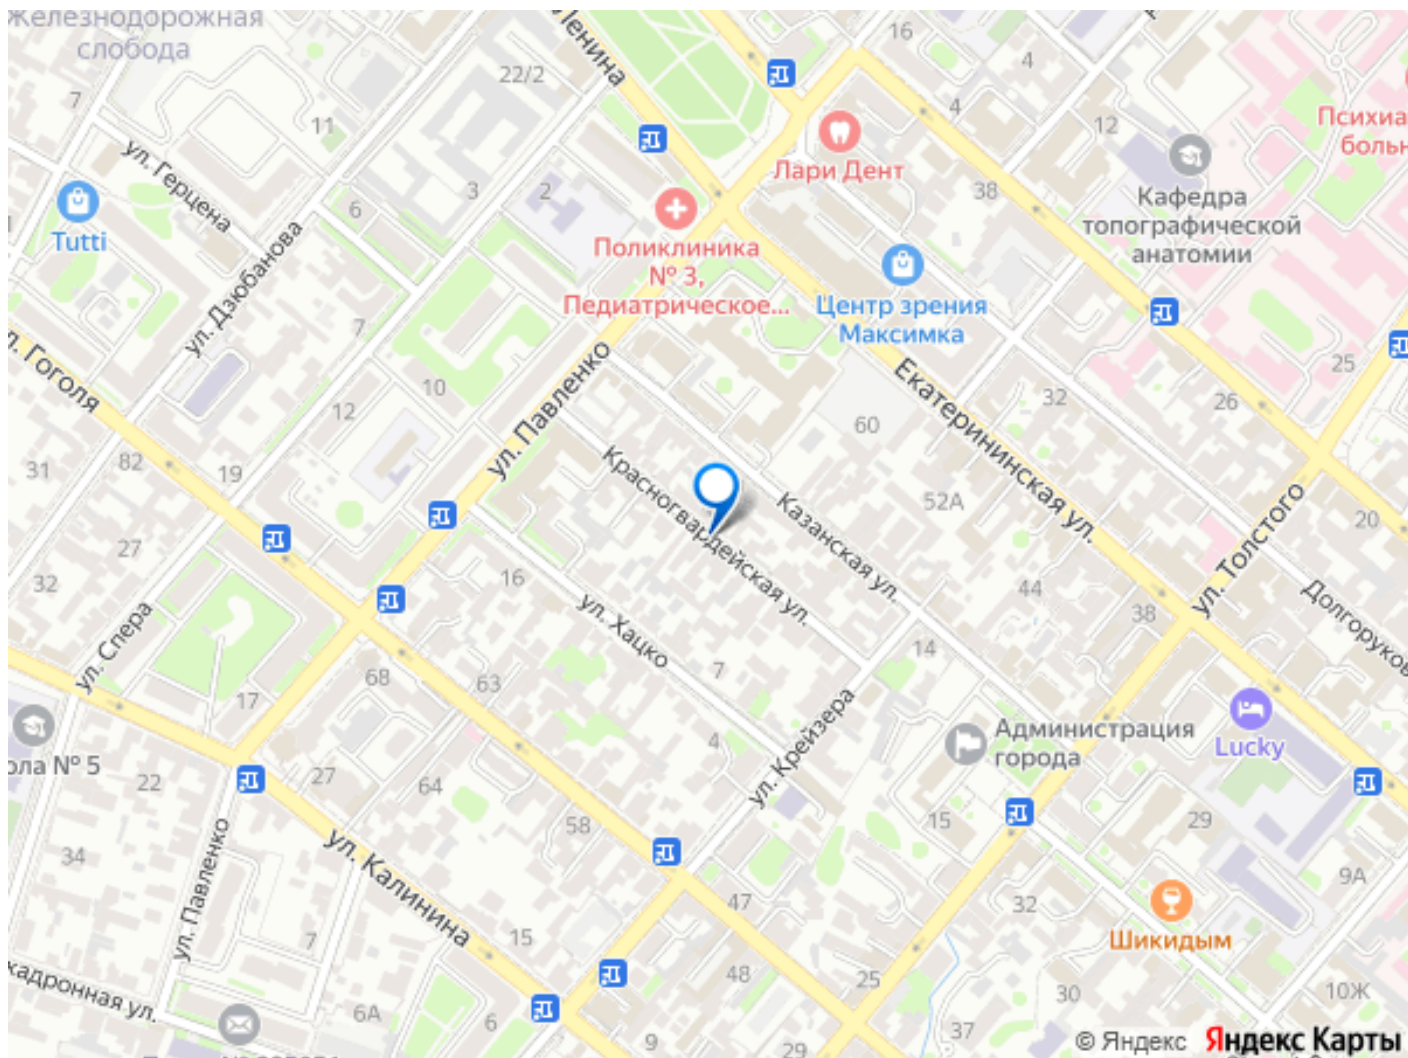 Железнодорожная
слобода
Ленина
16
4
22/2
7
11
4
12
Психиа
больн
ул. Герцена
Лари Дент
3
2
38
Кафедра
топографической
анатомии
6
Tutti
Поликлиника
№ 3,
Педиатрическое...
ул. Дзюбанова
Центр зрения
Максимка
7
25
л. Гоголя
ул. Павленко
10
12
Екатерининская ул.
32
26
60
31
82
19
Красногвардейская ул.
Казанская ул.
52А
ул. Толстого
20
27
32
16
44
38
ул. Спера
ул. Хацко
Долгоруков
14
7
68
63
17
ул. Крейзера
Администрация
города
Lucky
4
ола № 5
22
27
64
58
15
29
34
ул. Павленко
ул. Калинина
9А
47
32
Шикидым
7
15
48
25
30
10Ж
кадронная ул.
6А
6
9
37
29
© Яндекс Яндекс Карты